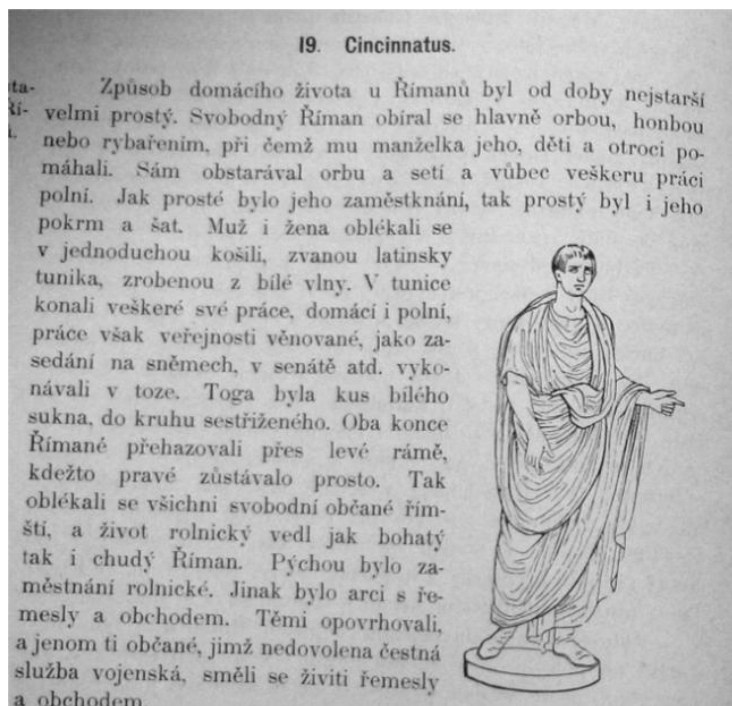 19. Cincinnatus.
Způsob domácího života u Římanů byl od doby nejstarší
velmi prostý. Svobodný Říman obíral se hlavně orbou, honbou
nebo rybařením, při čemž mu manželka jeho, děti a otroci po-
máhali. Sám obstarával orbu a setí a vůbec veškeru práci
polní. Jak prosté bylo jeho zaměstknání, tak prostý byl i jeho
pokrm a šat. Muž i žena oblékali se
v jednoduchou košili, zvanou latinsky
tunika, zrobenou z bílé vlny. V tunice
konali veškeré své práce, domácí i polní,
práce však veřejnosti věnované, jako za-
sedání na sněmech, v senátě atd. vyko-
návali v toze. Toga byla kus bílého
sukna, do kruhu sestřiženého. Oba konce
Římané přehazovali přes levé rámě,
kdežto pravé zůstávalo prosto. Tak
oblékali se všichni svobodní občané řím-
ští, a život rolnický vedl jak bohatý
tak i chudý Říman. Pýchou bylo za-
městnání rolnické. Jinak bylo arci s ře-
mesly a obchodem. Těmi opovrhovali,
a jenom ti občané, jimž nedovolena čestná
služba vojenská, směli se živiti řemesly
a obchodem